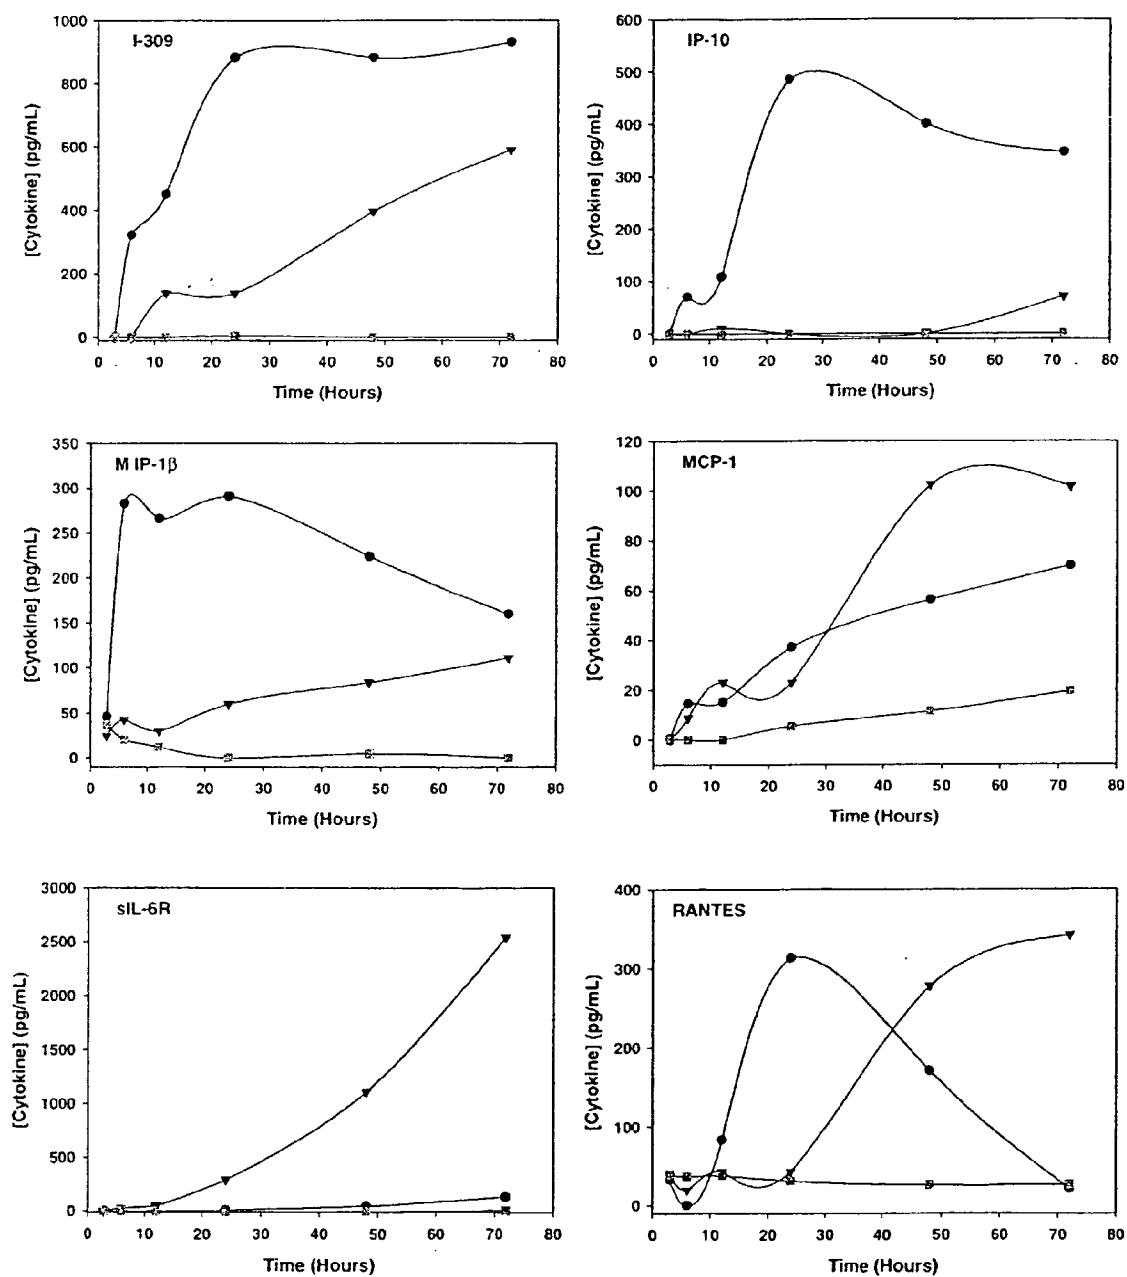 I-309
[Cytokine] (pg/mL)
1000
800
600
400
200
0
0 10 20 30 40 50 60 70 80
Time (Hours)
IP-10
[Cytokine] (pg/mL)
600
500
400
300
200
100
0
0 10 20 30 40 50 60 70 80
Time (Hours)
M IP-1β
[Cytokine] (pg/mL)
350
300
250
200
150
100
50
0
0 10 20 30 40 50 60 70 80
Time (Hours)
MCP-1
[Cytokine] (pg/mL)
120
100
80
60
40
20
0
0 10 20 30 40 50 60 70 80
Time (Hours)
sIL-6R
[Cytokine] (pg/mL)
3000
2500
2000
1500
1000
500
0
0 10 20 30 40 50 60 70 80
Time (Hours)
RANTES
[Cytokine] (pg/mL)
400
300
200
100
0
0 10 20 30 40 50 60 70 80
Time (Hours)